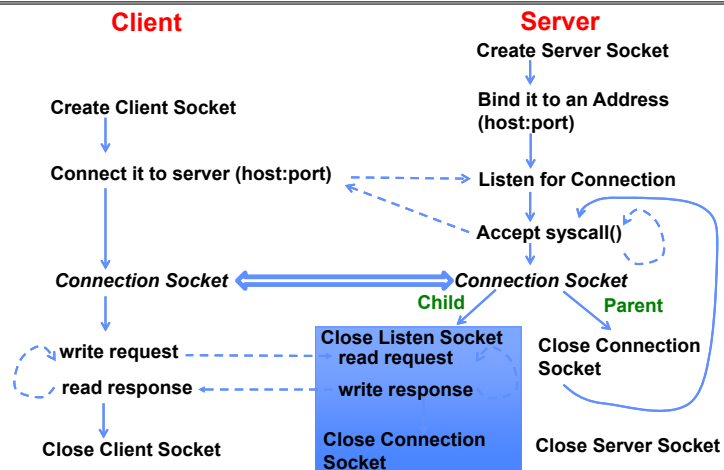 Client
Server
Create Server Socket
Create Client Socket
Bind it to an Address
(host:port)
Connect it to server (host:port)
Listen for Connection
Accept syscall()
Connection Socket
Connection Socket
Child
Parent
Close Listen Socket
write request
read request
Close Connection
Socket
read response
write response
Close Client Socket
Close Connection
Socket
Close Server Socket